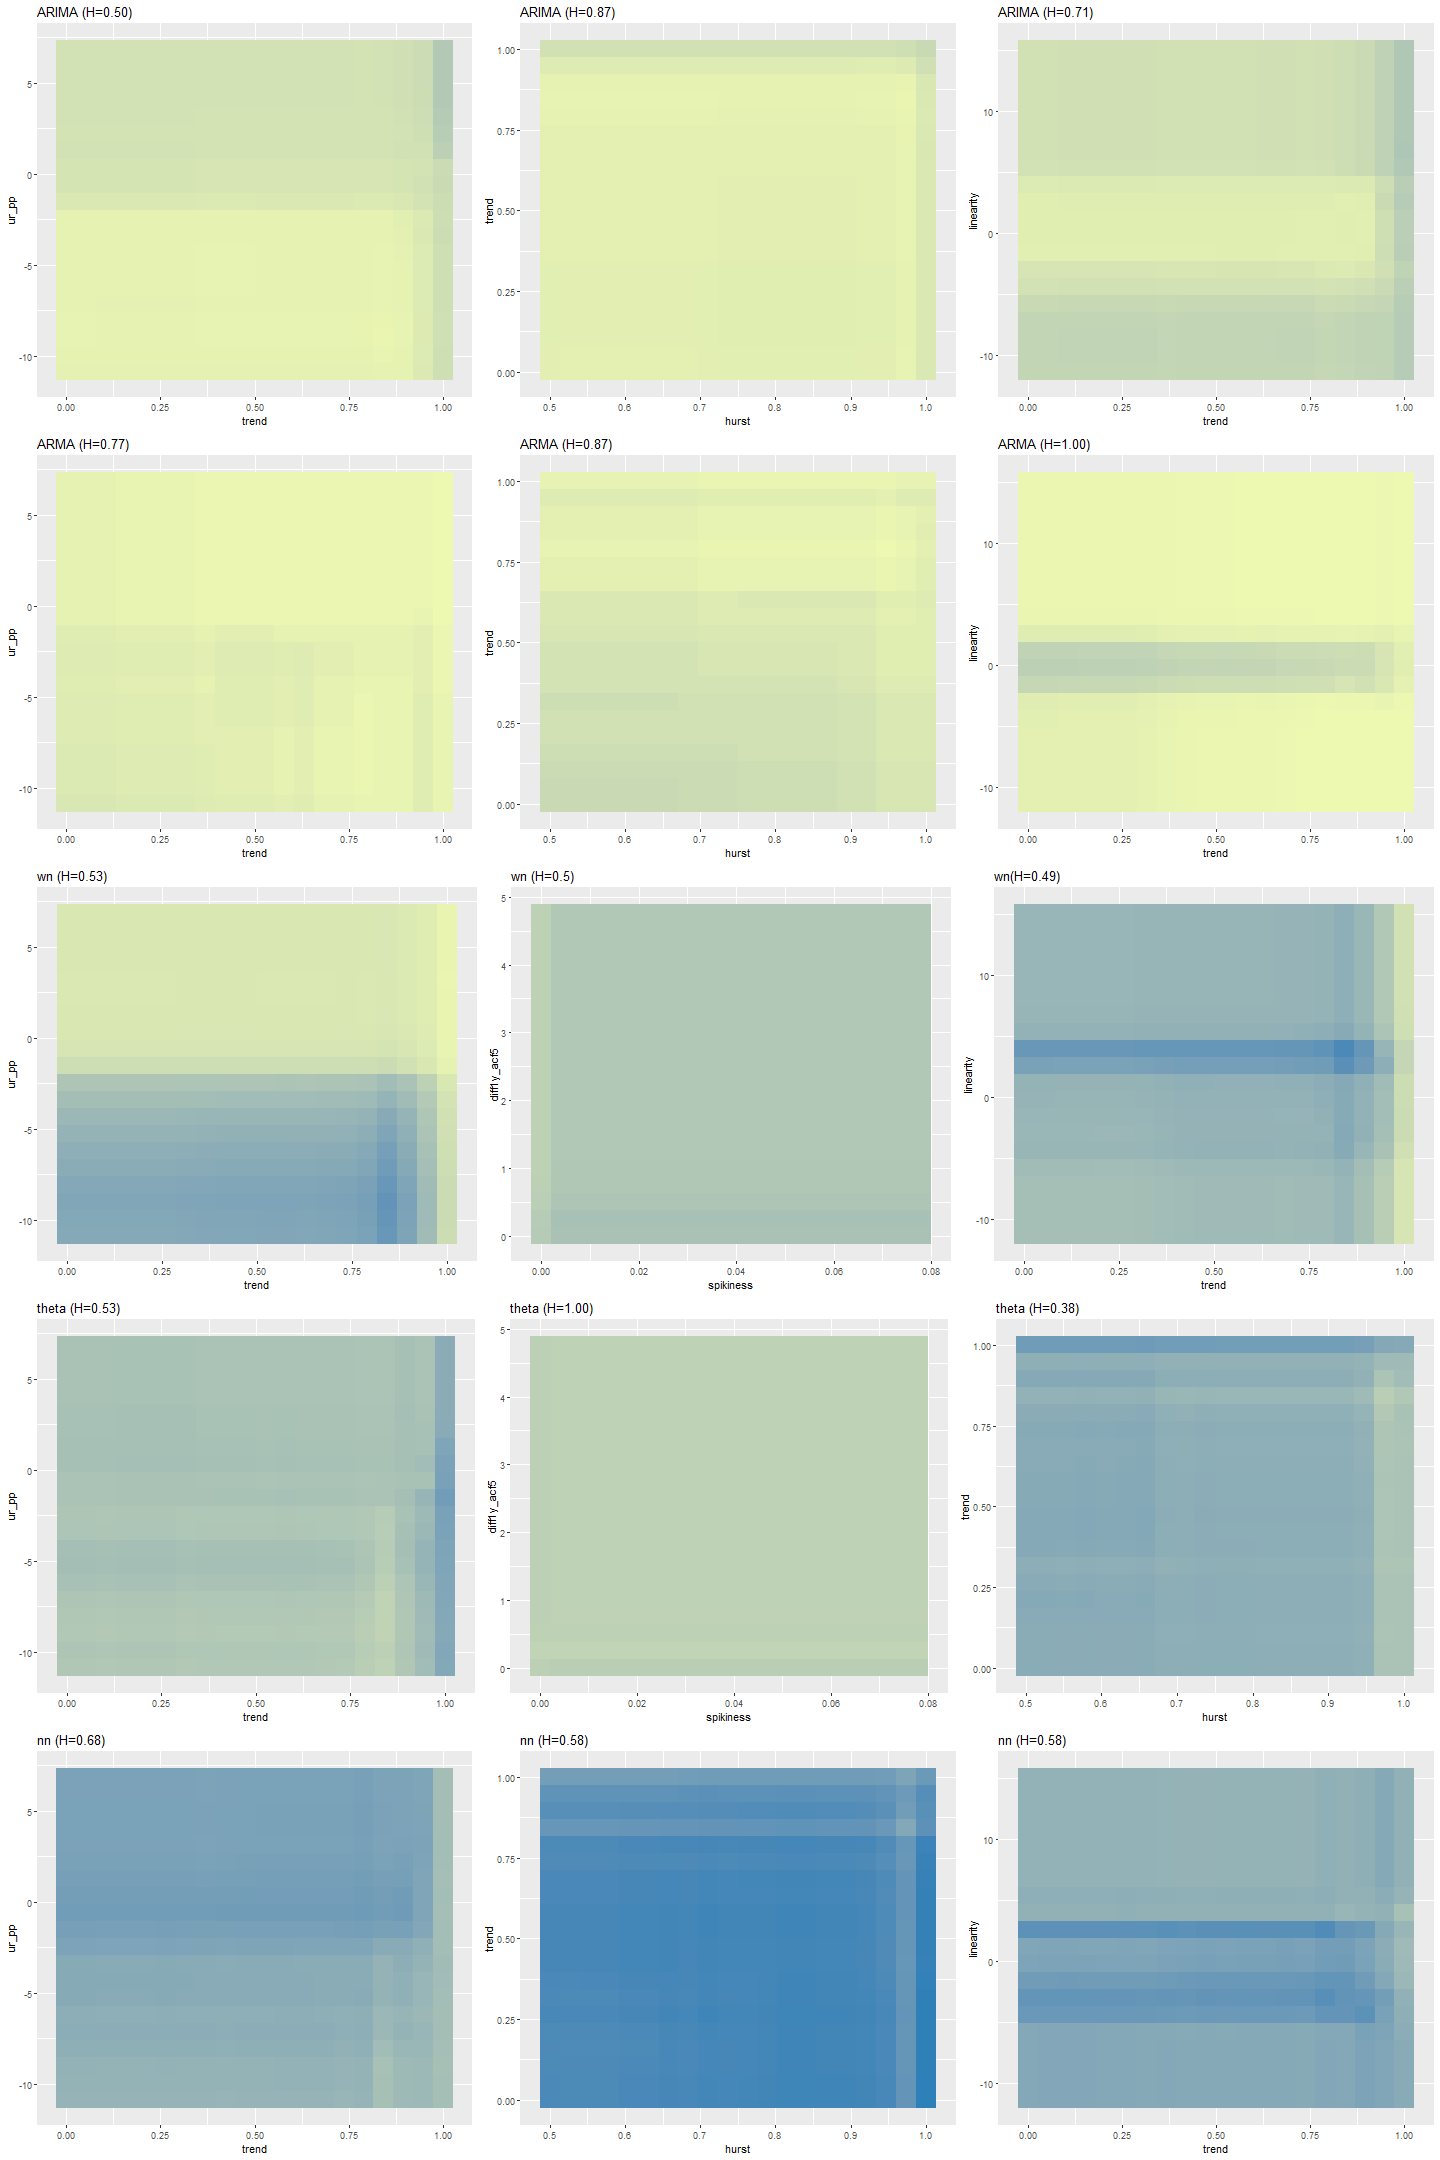 ARIMA (H=0.50) ARIMA (H=0.87) ARIMA (H=0.71)
5 0 -5 -10 1.00 0.75 0.50 0.25 0.00 10 0 -10
ur_pp trend linearity
0.00 0.25 0.50 0.75 1.00 0.5 0.6 0.7 0.8 0.9 1.0 0.00 0.25 0.50 0.75 1.00
trend hurst trend
ARMA (H=0.77) ARMA (H=0.87) ARMA (H=1.00)
5 0 -5 -10 1.00 0.75 0.50 0.25 0.00 10 0 -10
ur_pp trend linearity
0.00 0.25 0.50 0.75 1.00 0.5 0.6 0.7 0.8 0.9 1.0 0.00 0.25 0.50 0.75 1.00
trend hurst trend
wn (H=0.53) wn (H=0.5) wn(H=0.49)
5 0 -5 -10 5 4 3 2 1 0 10 0 -10
ur_pp diff1y_acf5 linearity
0.00 0.25 0.50 0.75 1.00 0.00 0.02 0.04 0.06 0.08 0.00 0.25 0.50 0.75 1.00
trend spikiness trend
theta (H=0.53) theta (H=1.00) theta (H=0.38)
5 0 -5 -10 5 4 3 2 1 0 1.00 0.75 0.50 0.25 0.00
ur_pp diff1y_acf5 trend
0.00 0.25 0.50 0.75 1.00 0.00 0.02 0.04 0.06 0.08 0.5 0.6 0.7 0.8 0.9 1.0
trend spikiness hurst
nn (H=0.68) nn (H=0.58) nn (H=0.58)
5 0 -5 -10 1.00 0.75 0.50 0.25 0.00 10 0 -10
ur_pp trend linearity
0.00 0.25 0.50 0.75 1.00 0.5 0.6 0.7 0.8 0.9 1.0 0.00 0.25 0.50 0.75 1.00
trend hurst trend